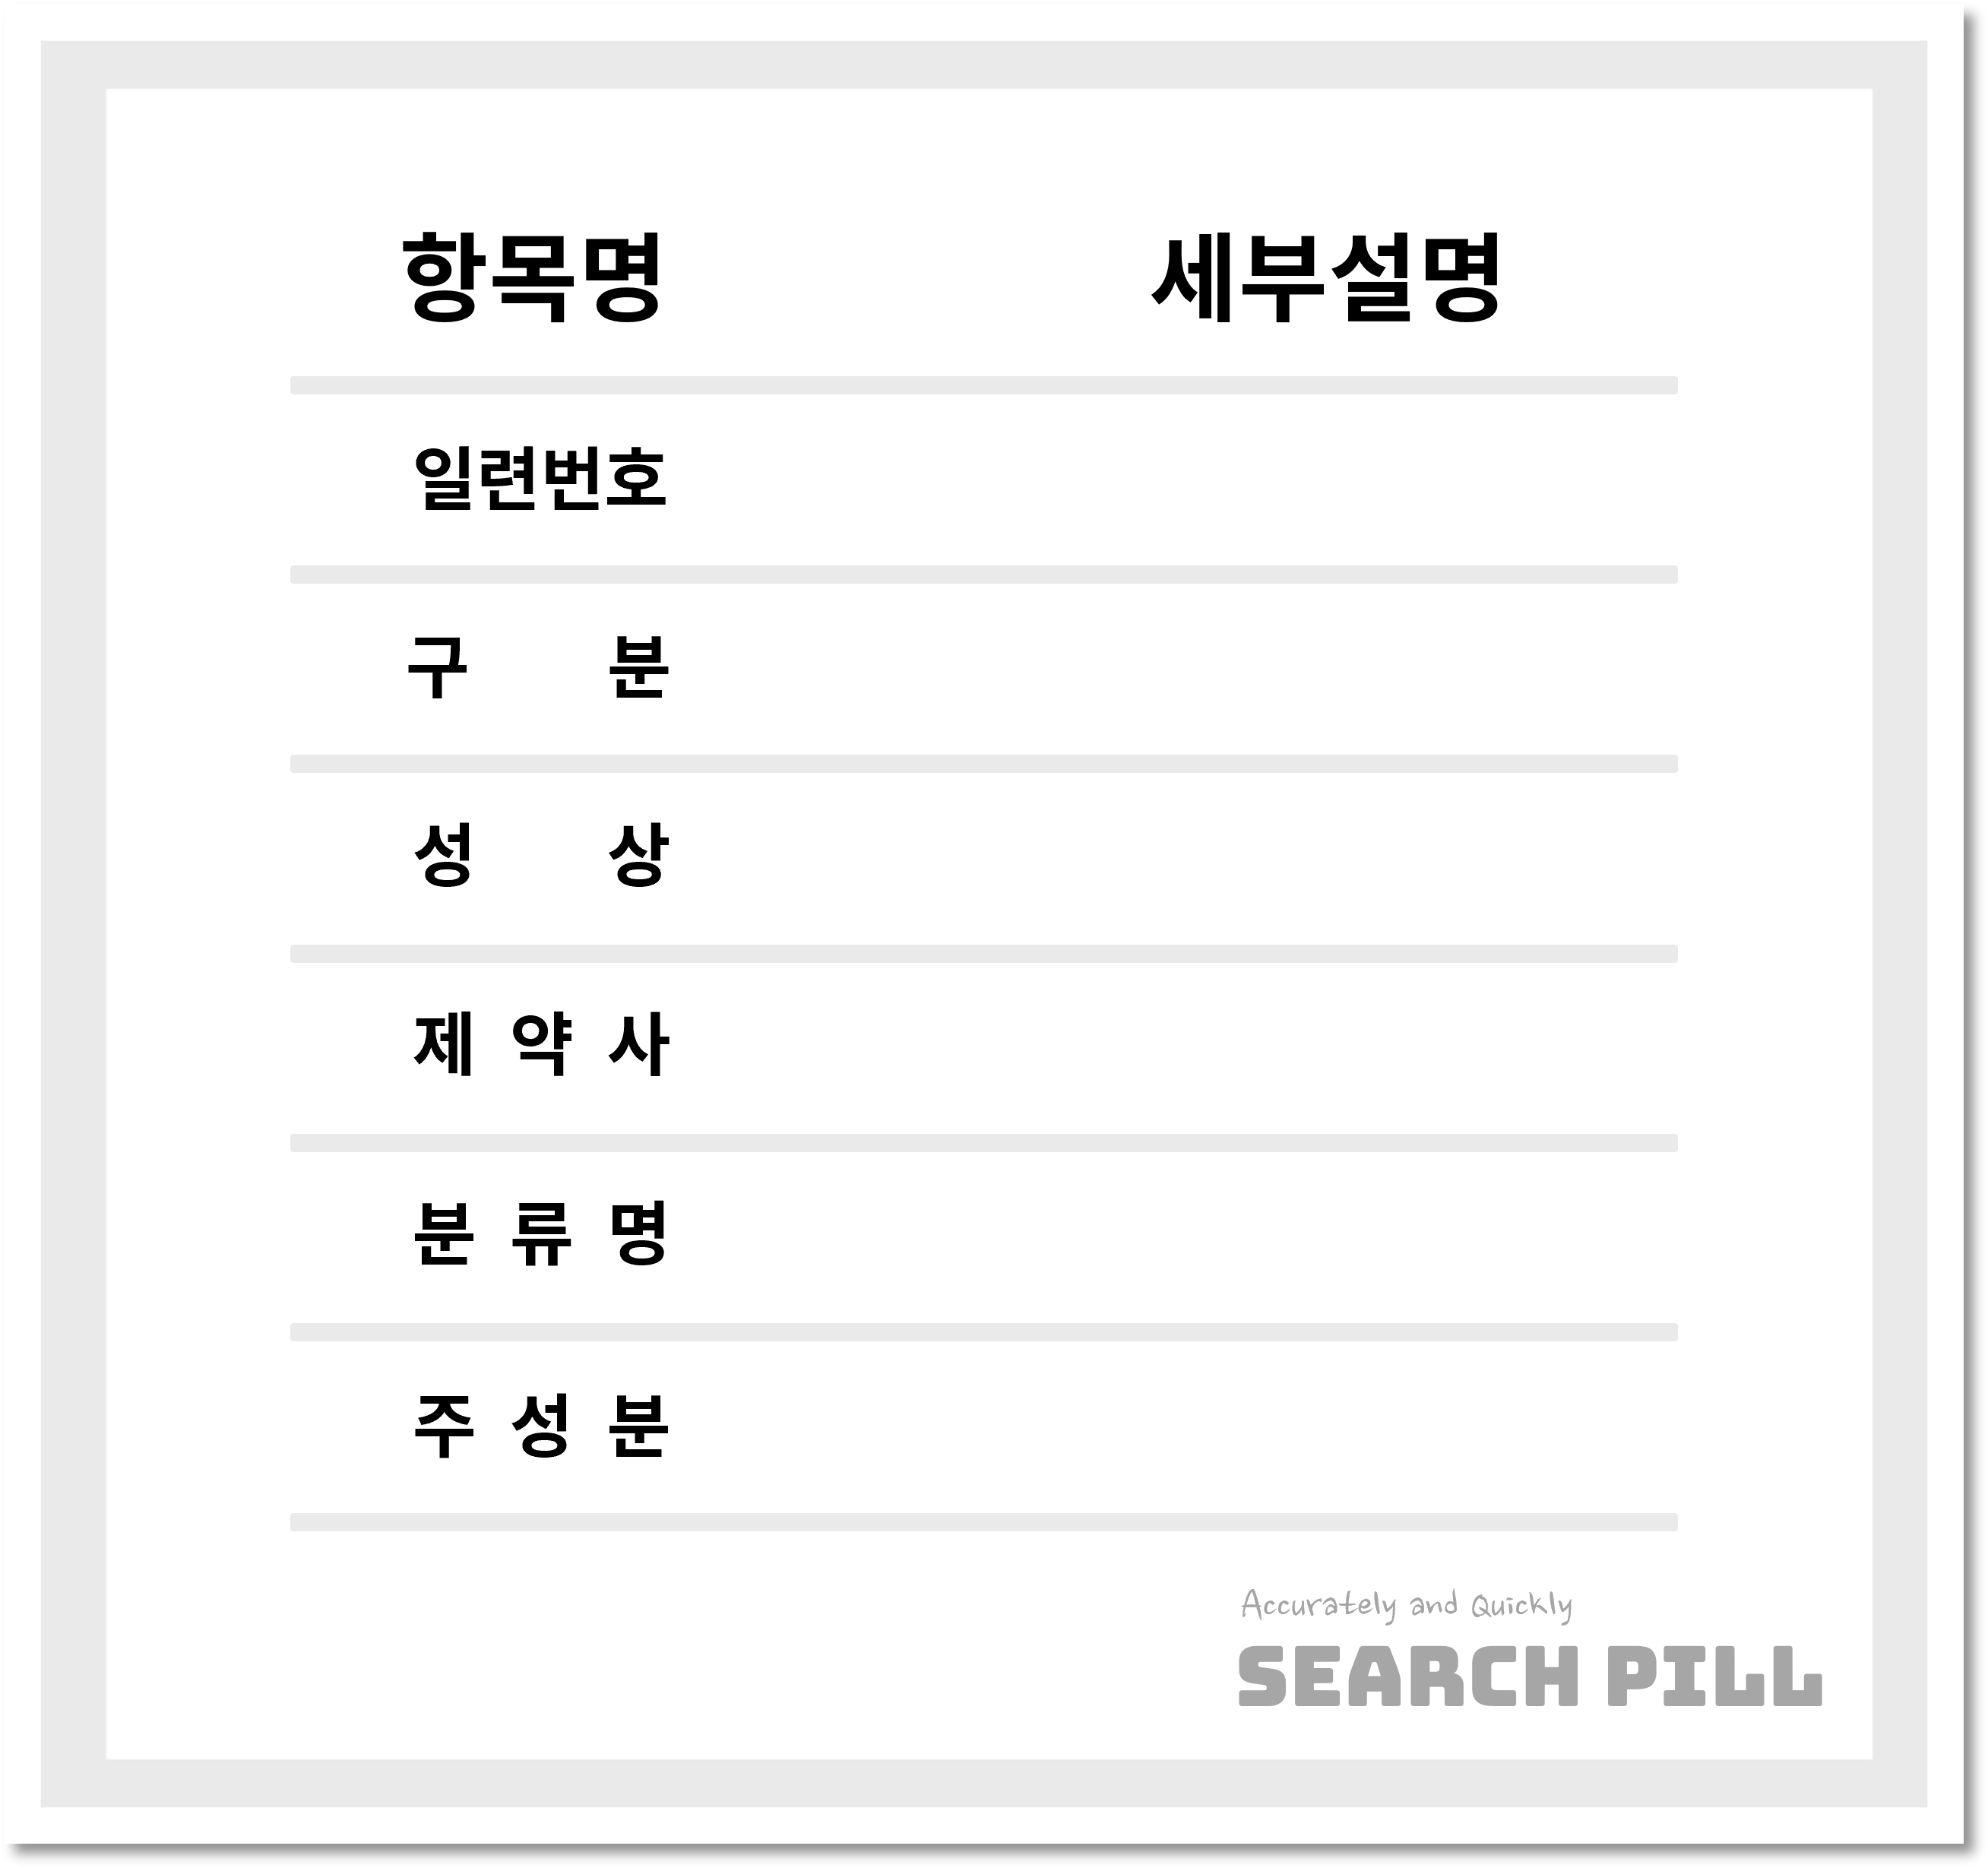 항목명 세부설명
일련번호
구 분
성 상
제 약 사
분 류 명
주 성 분
Accurately and Quickly
SEARCH PILL